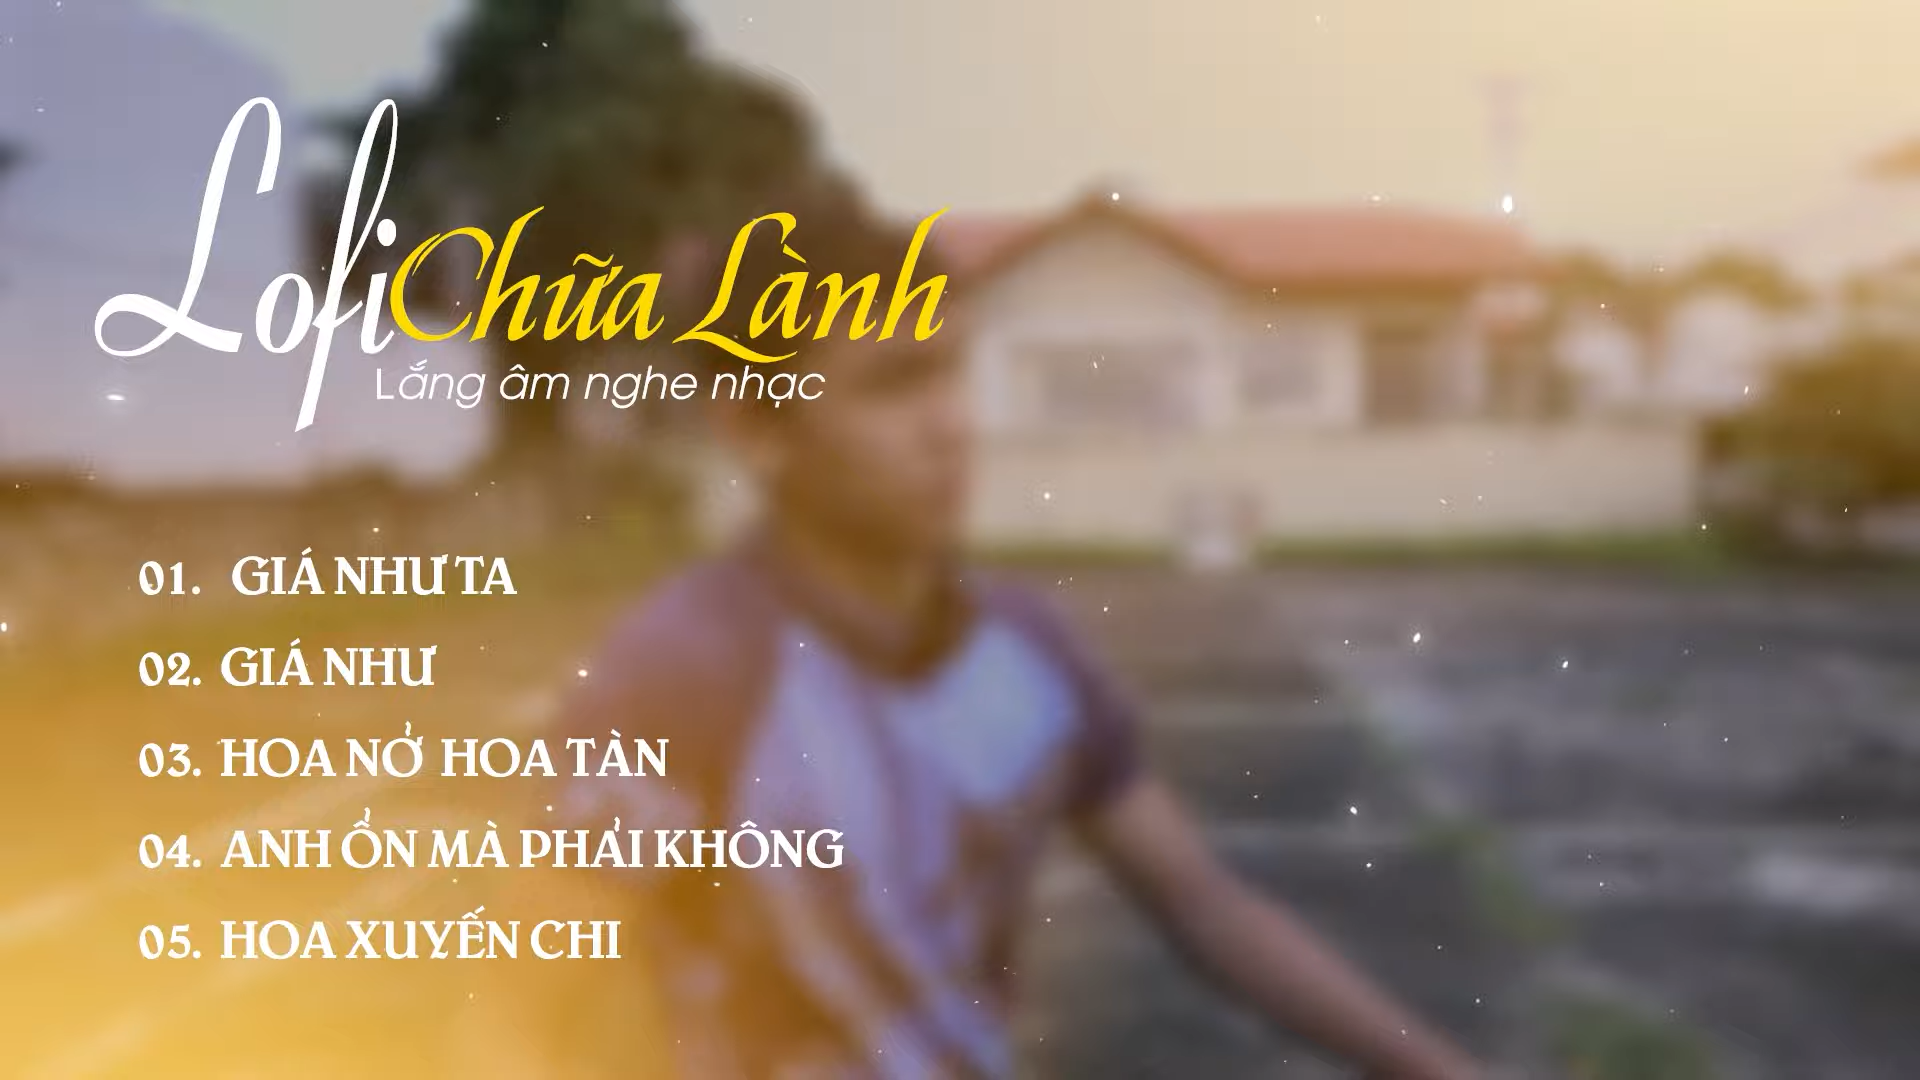 Lofi Chữa Lành
Lắng âm nghe nhạc
01. GIÁ NHƯ TA
02. GIÁ NHƯ
03. HOA NỞ HOA TÀN
04. ANH ỔN MÀ PHẢI KHÔNG
05. HOA XUYẾN CHI